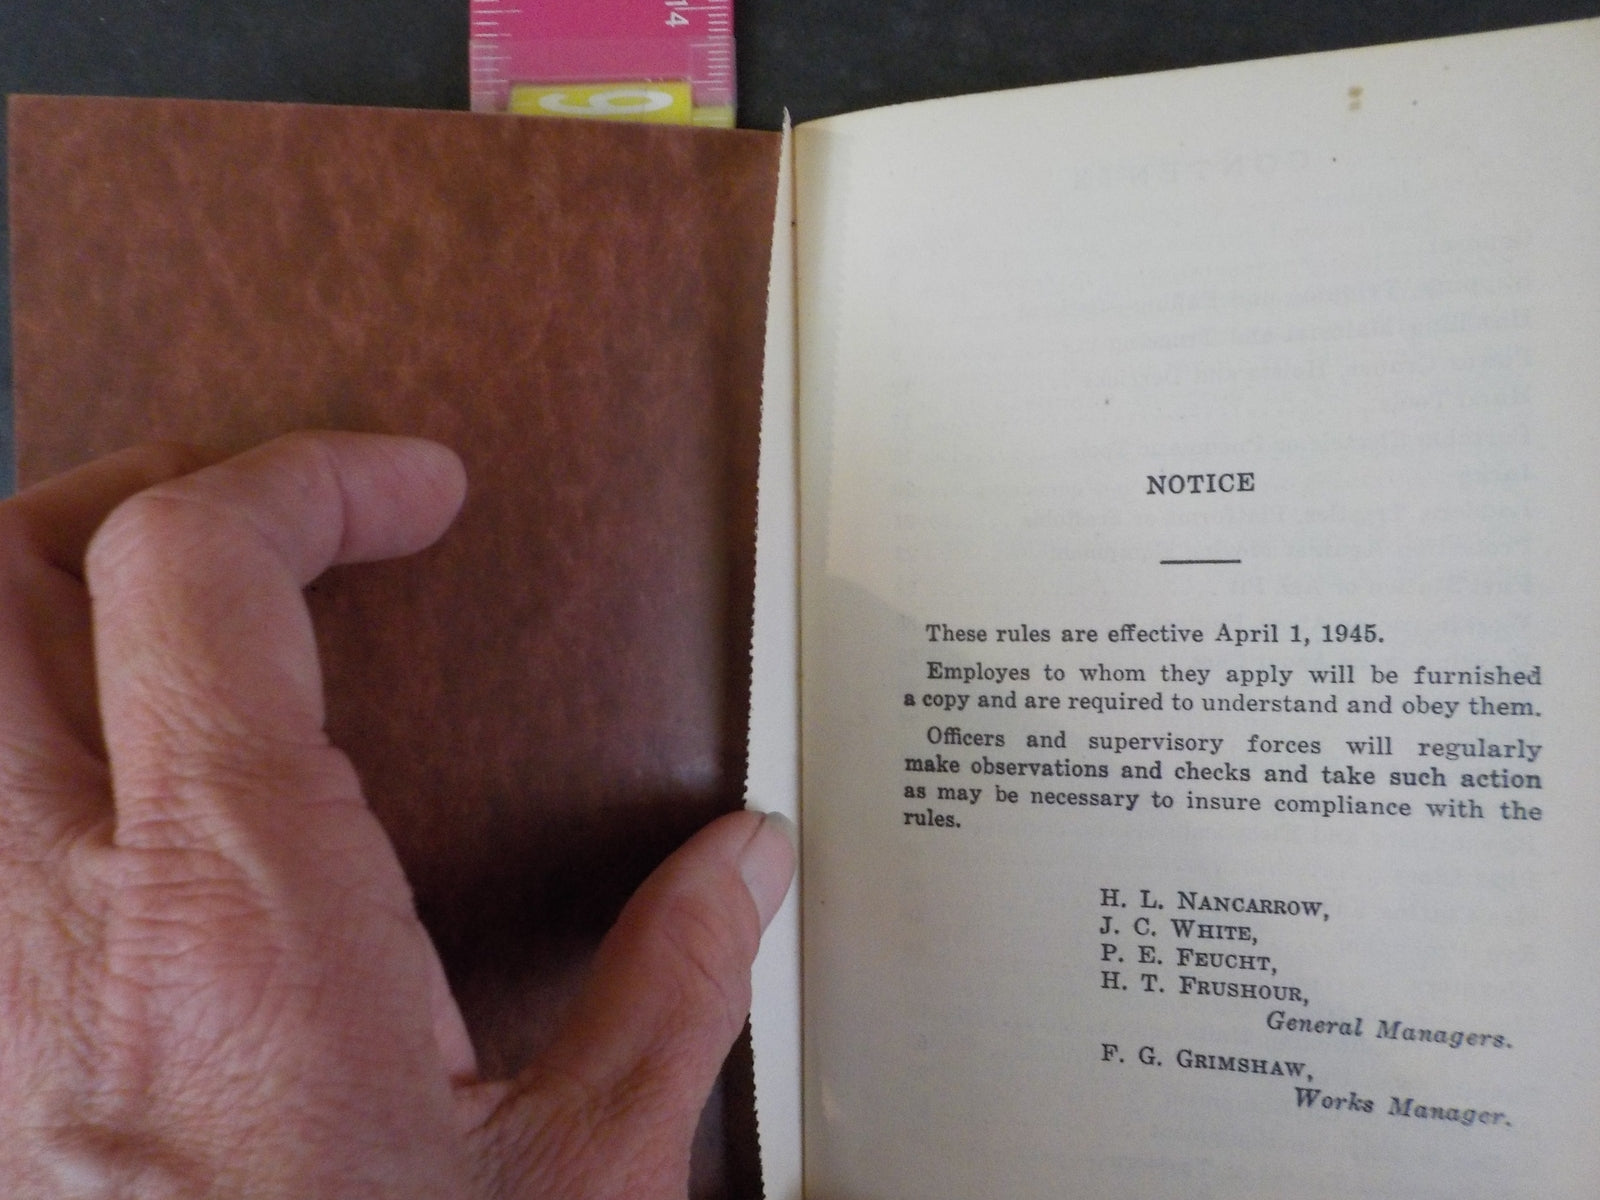 14
6
NOTICE
These rules are effective April 1, 1945.
Employes to whom they apply will be furnished
a copy and are required to understand and obey them.
Officers and supervisory forces will regularly
make observations and checks and take such action
as may be necessary to insure compliance with the
rules.
H. L. NANCARROW,
J. C. WHITE,
P. E. FEUCHT,
H. T. FRUSHOUR,
General Managers.
F. G. GRIMSHAW,
Works Manager.